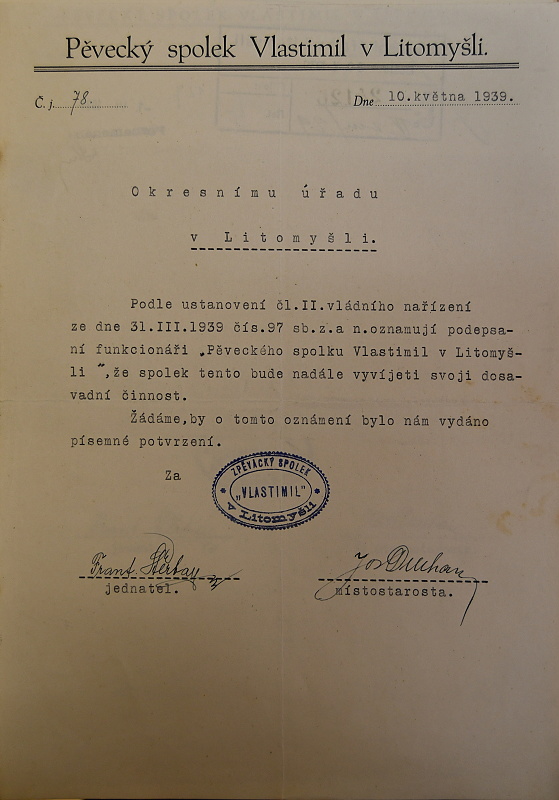 Pěvecký spolek Vlastimil v Litomyšli.
Č. j. 78.
Dne 10.května 1939.
Okresnímu úřadu
v Litomyšli.
Podle ustanovení čl.II.vládního nařízení
ze dne 31.III.1939 čís.97 sb.z.a n.oznamují podepsa-
ní funkcionáři „Pěveckého spolku Vlastimil v Litomyš-
li ",že spolek tento bude nadále vyvíjeti svoji dosa-
vadní činnost.
Žádáme,by o tomto oznámení bylo nám vydáno
písemné potvrzení.
Za
ZPĚVÁCKÝ SPOLEK
„VLASTIMIL"
v Litomyšli
Frant.
Jos
jednatel.
místostarosta.